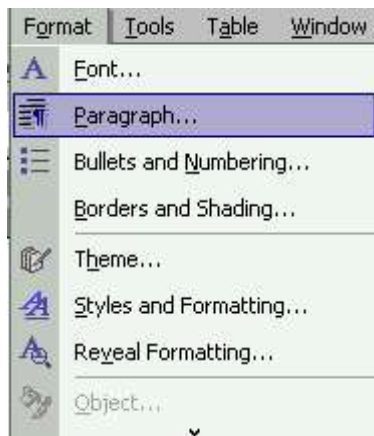 Format Tools Table Window
Font...
Paragraph...
Bullets and Numbering...
Borders and Shading...
Theme...
Styles and Formatting...
Reveal Formatting...
Object...